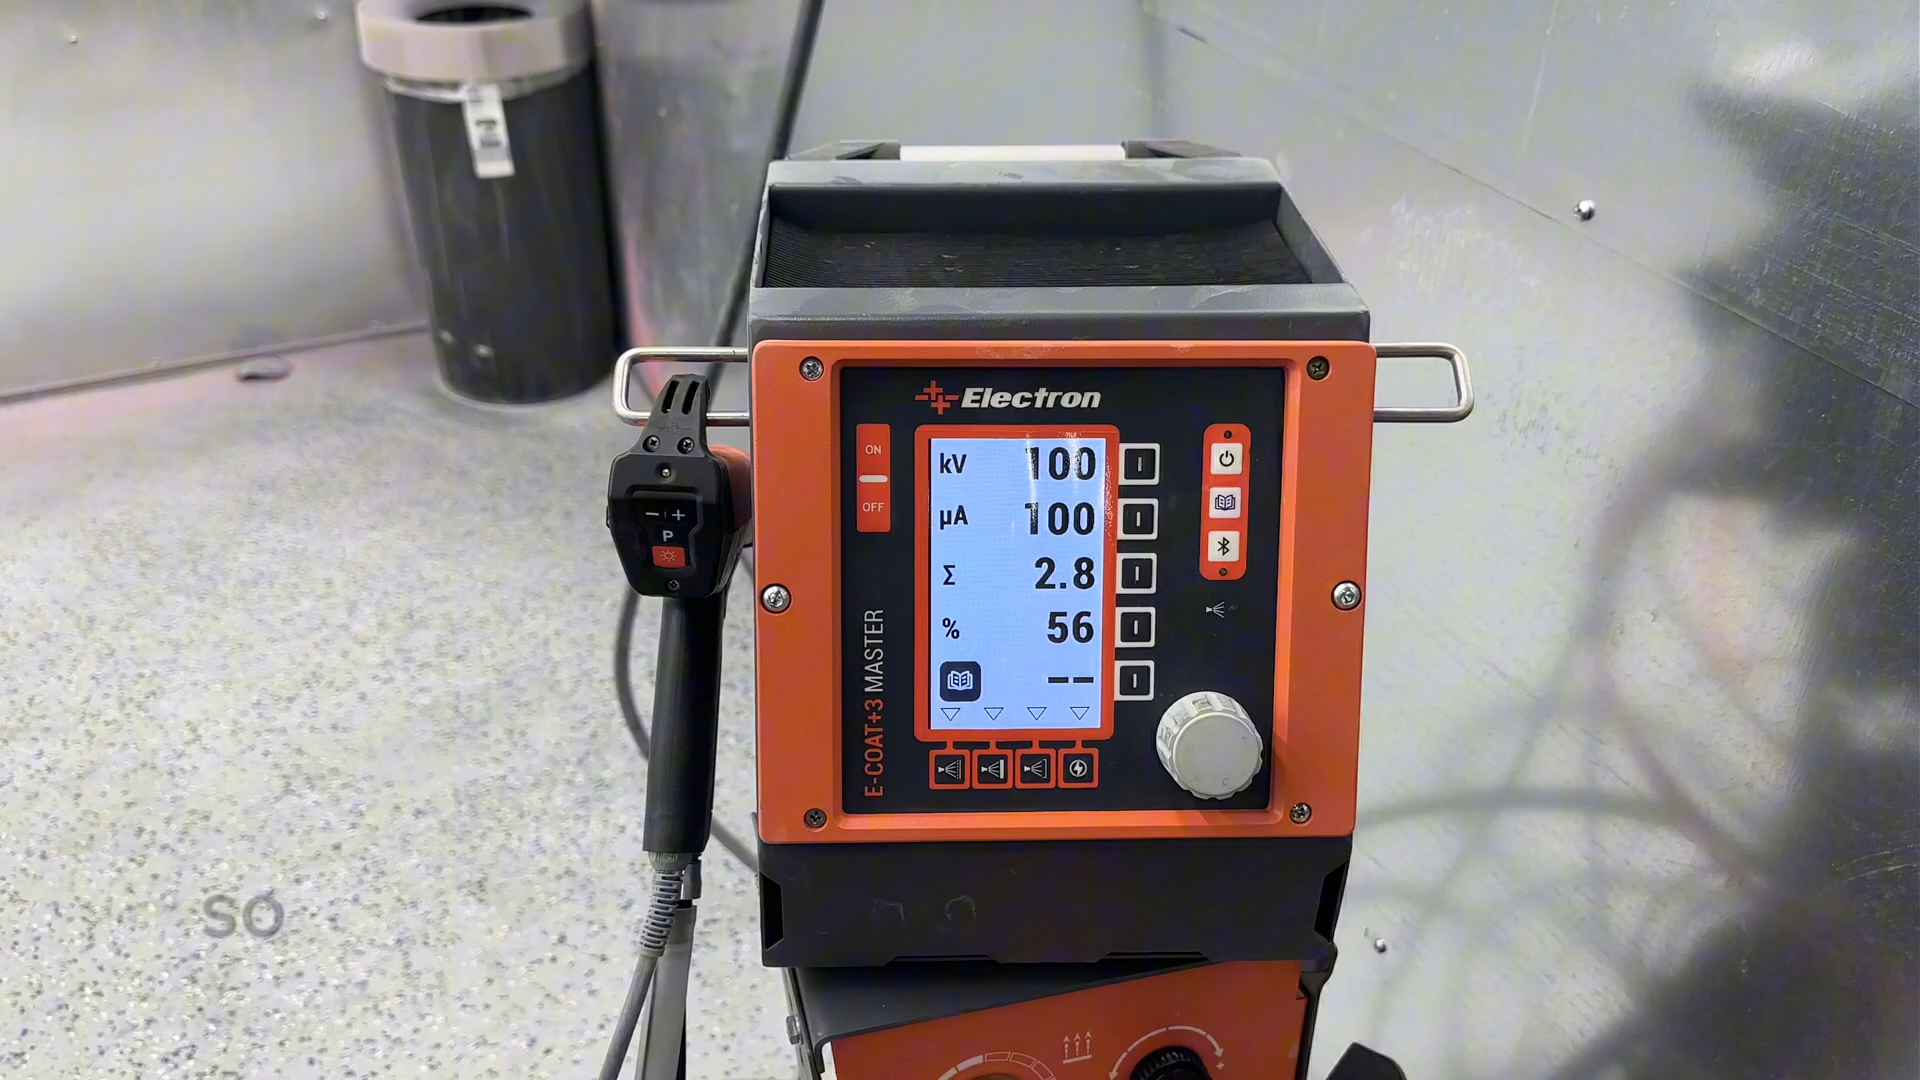 Electron
ON
OFF
kV 100
µA 100
Σ 2.8
% 56
--
E-COAT+3 MASTER
- +
P
SO